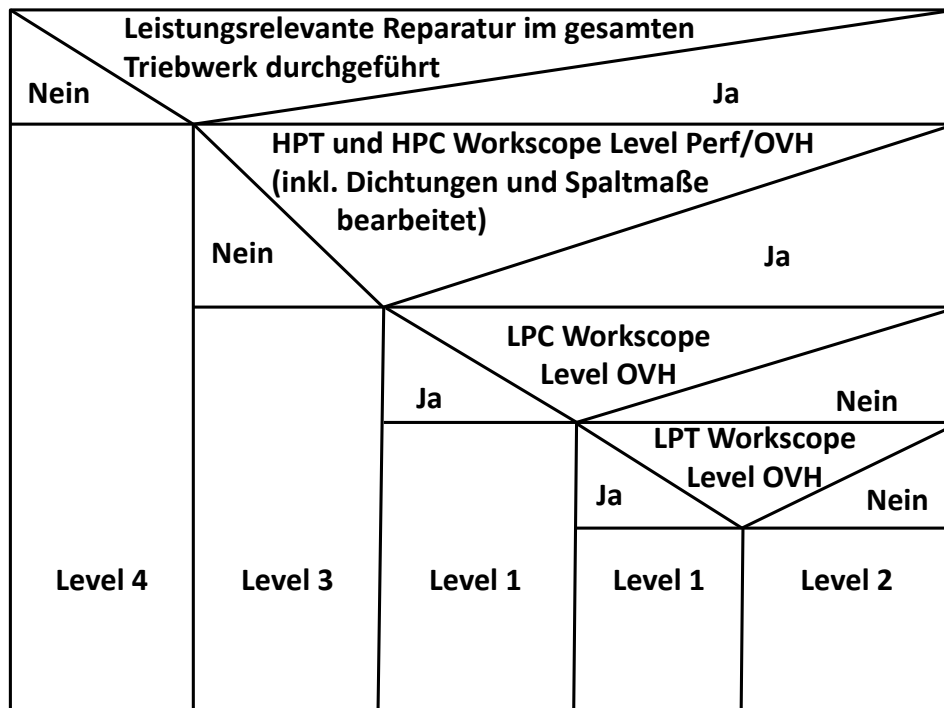 Leistungsrelevante Reparatur im gesamten
Triebwerk durchgeführt
Nein
Ja
HPT und HPC Workscope Level Perf/OVH
(inkl. Dichtungen und Spaltmaße
bearbeitet)
Nein
Ja
LPC Workscope
Level OVH
Ja
Nein
LPT Workscope
Level OVH
Ja
Nein
Level 4
Level 3
Level 1
Level 1
Level 2